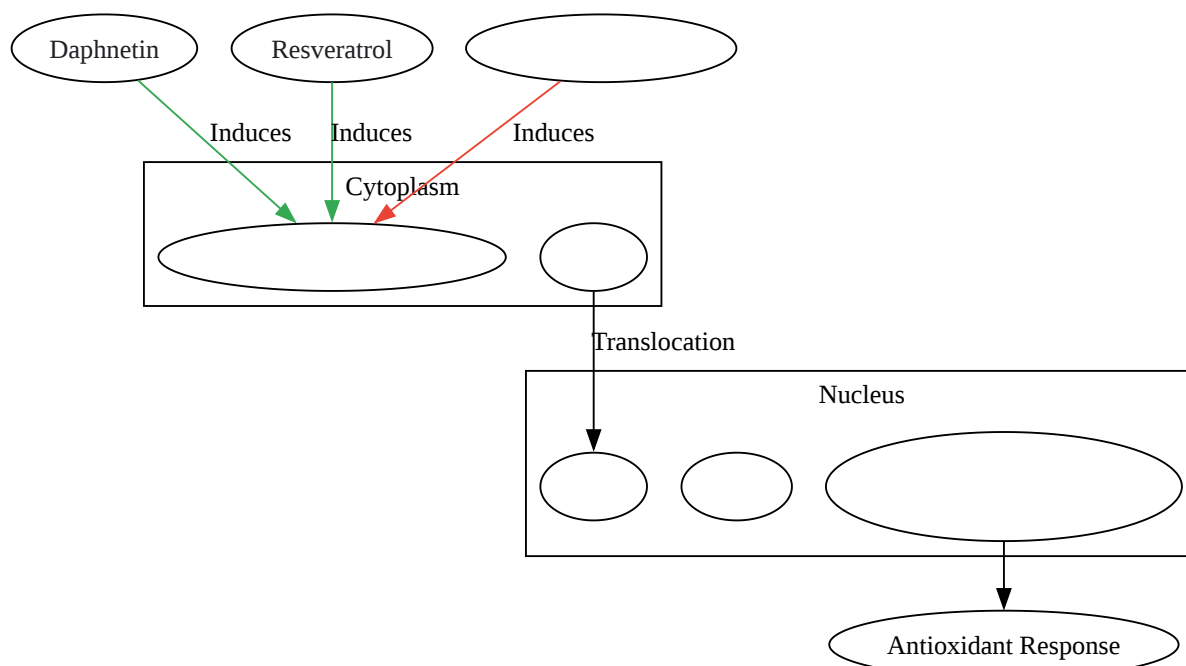 Daphnetin
Resveratrol
Induces
Induces
Induces
Cytoplasm
Translocation
Nucleus
Antioxidant Response